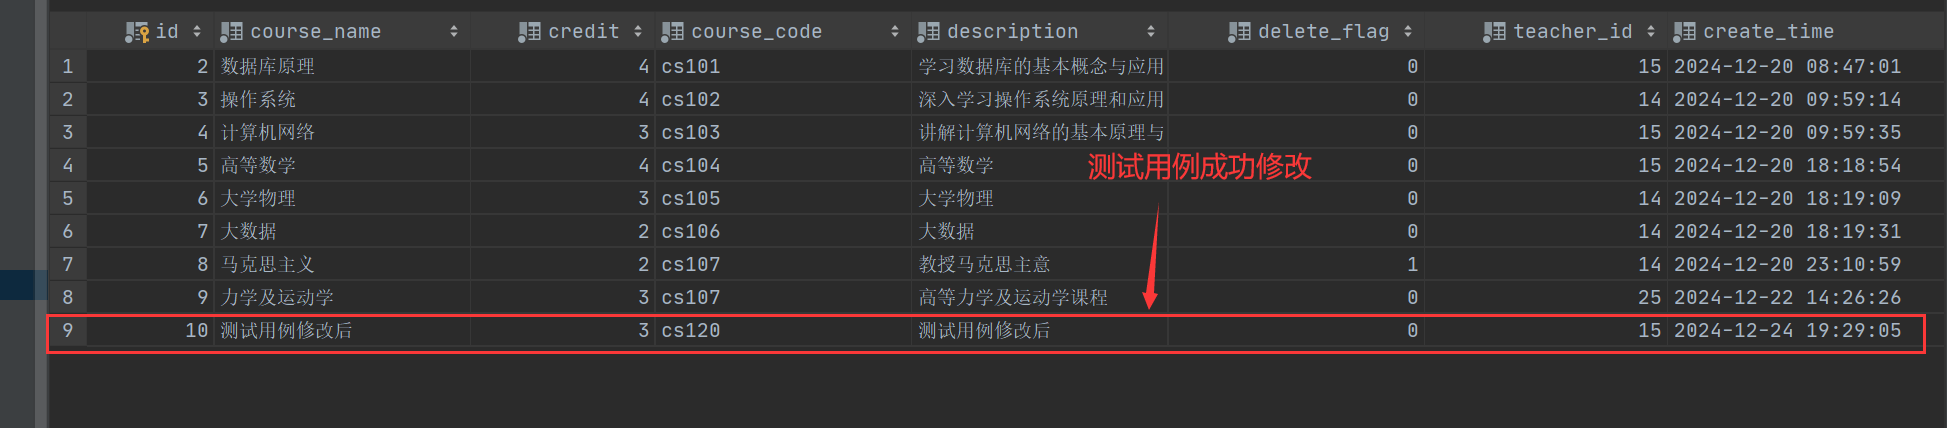 id course_name credit course_code description delete_flag teacher_id create_time
1 2 数据库原理 4 cs101 学习数据库的基本概念与应用 0 15 2024-12-20 08:47:01
2 3 操作系统 4 cs102 深入学习操作系统原理和应用 0 14 2024-12-20 09:59:14
3 4 计算机网络 3 cs103 讲解计算机网络的基本原理与 0 15 2024-12-20 09:59:35
4 5 高等数学 4 cs104 高等数学 0 15 2024-12-20 18:18:54
测试用例成功修改
5 6 大学物理 3 cs105 大学物理 0 14 2024-12-20 18:19:09
6 7 大数据 2 cs106 大数据 0 14 2024-12-20 18:19:31
7 8 马克思主义 2 cs107 教授马克思主意 1 14 2024-12-20 23:10:59
8 9 力学及运动学 3 cs107 高等力学及运动学课程 0 25 2024-12-22 14:26:26
9 10 测试用例修改后 3 cs120 测试用例修改后 0 15 2024-12-24 19:29:05